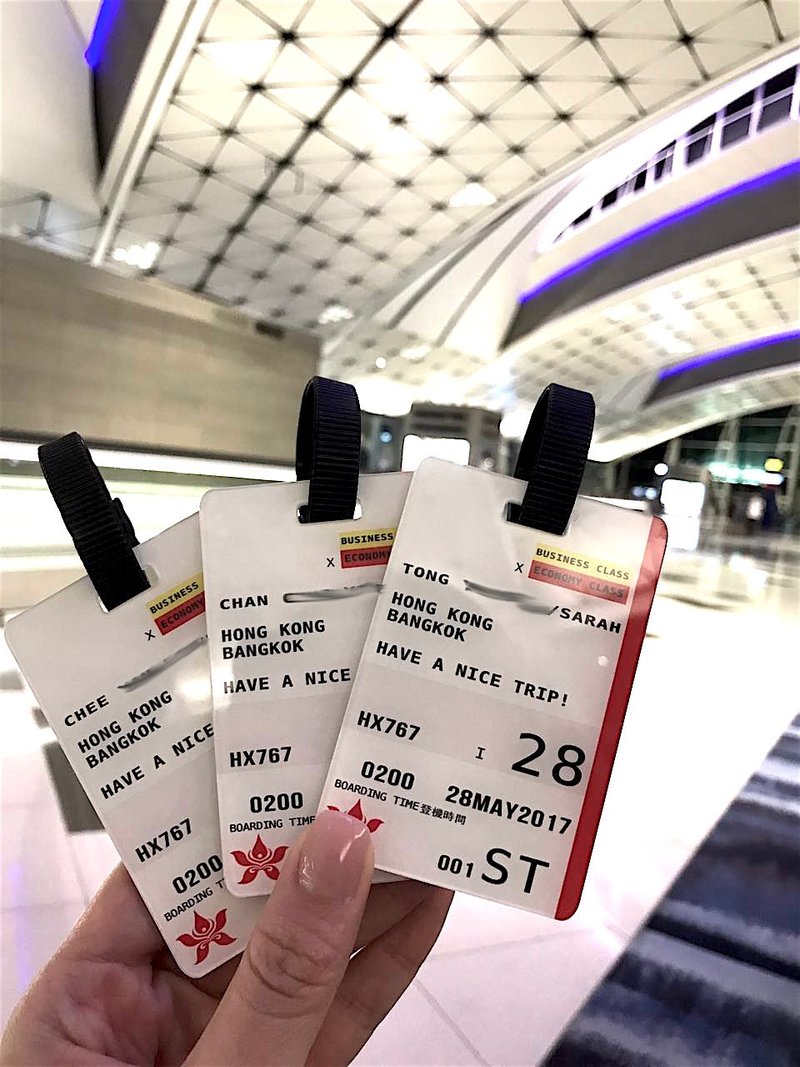 BUSINESS
X ECONOMY
CHEE
HONG KONG
BANGKOK
HAVE A NICE
HX767
0200
BOARDING
BUSINESS
X ECONOMY
CHAN
HONG KONG
BANGKOK
HAVE A NICE
HX767
0200
BOARDING TIME
BUSINESS CLASS
X ECONOMY CLASS
TONG /SARAH
HONG KONG
BANGKOK
HAVE A NICE TRIP!
HX767 I 28
0200 28MAY2017
BOARDING TIME登機時間
001 ST